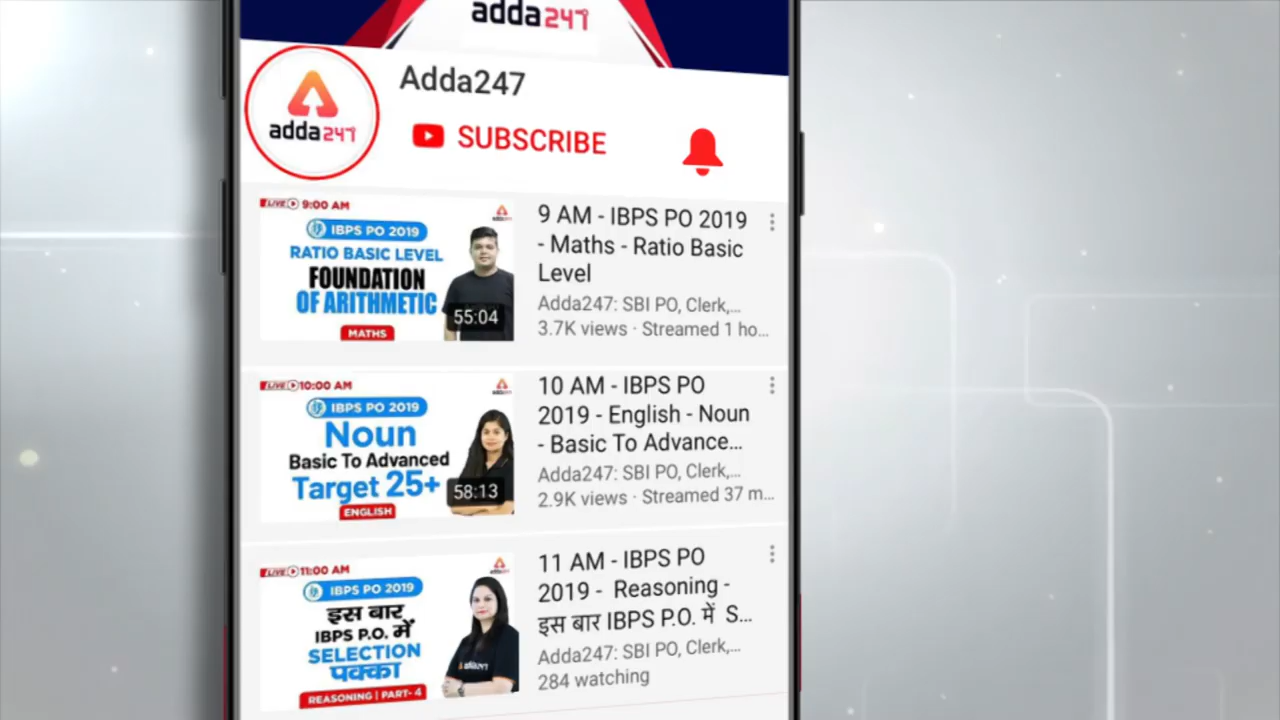 adda247
Adda247
adda247
SUBSCRIBE
LIVE 9:00 AM
IBPS PO 2019
RATIO BASIC LEVEL
FOUNDATION
OF ARITHMETIC
MATHS
55:04
9 AM - IBPS PO 2019
- Maths - Ratio Basic
Level
Adda247: SBI PO, Clerk,...
3.7K views · Streamed 1 ho...
LIVE 10:00 AM
IBPS PO 2019
Noun
Basic To Advanced
Target 25+
ENGLISH
58:13
10 AM - IBPS PO
2019 - English - Noun
- Basic To Advance...
Adda247: SBI PO, Clerk,...
2.9K views · Streamed 37 m...
LIVE 11:00 AM
IBPS PO 2019
इस बार
IBPS P.O. में
SELECTION
पक्का
REASONING | PART- 4
adda247
11 AM - IBPS PO
2019 - Reasoning -
इस बार IBPS P.O. में S...
Adda247: SBI PO, Clerk,...
284 watching